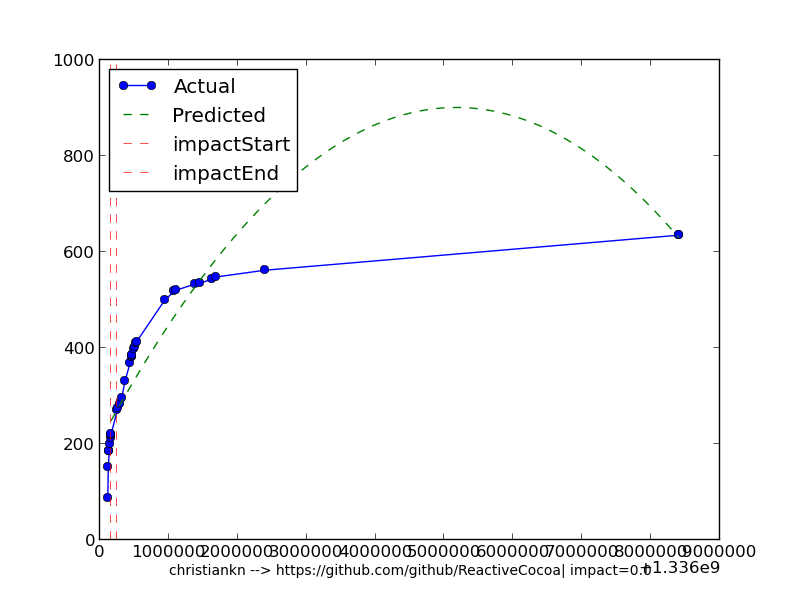 1000
800
600
400
200
0
Actual
Predicted
impactStart
impactEnd
0 1000000 2000000 3000000 4000000 5000000 6000000 7000000 8000000 9000000
+1.336e9
christiankn --> https://github.com/github/ReactiveCocoa| impact=0.0